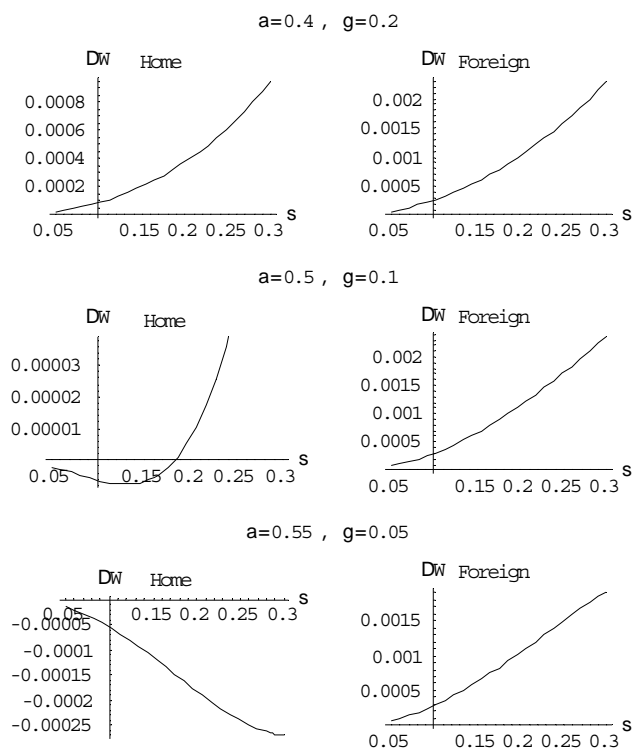 a=0.4 , g=0.2
DW Home
0.0008
0.0006
0.0004
0.0002
0.05 0.15 0.2 0.25 0.3 s
DW Foreign
0.002
0.0015
0.001
0.0005
0.05 0.15 0.2 0.25 0.3 s
a=0.5 , g=0.1
DW Home
0.00003
0.00002
0.00001
0.05 0.15 0.2 0.25 0.3 s
DW Foreign
0.002
0.0015
0.001
0.0005
0.05 0.15 0.2 0.25 0.3 s
a=0.55 , g=0.05
DW Home
0.05 0.15 0.2 0.25 0.3 s
-0.00005
-0.0001
-0.00015
-0.0002
-0.00025
DW Foreign
0.0015
0.001
0.0005
0.05 0.15 0.2 0.25 0.3 s